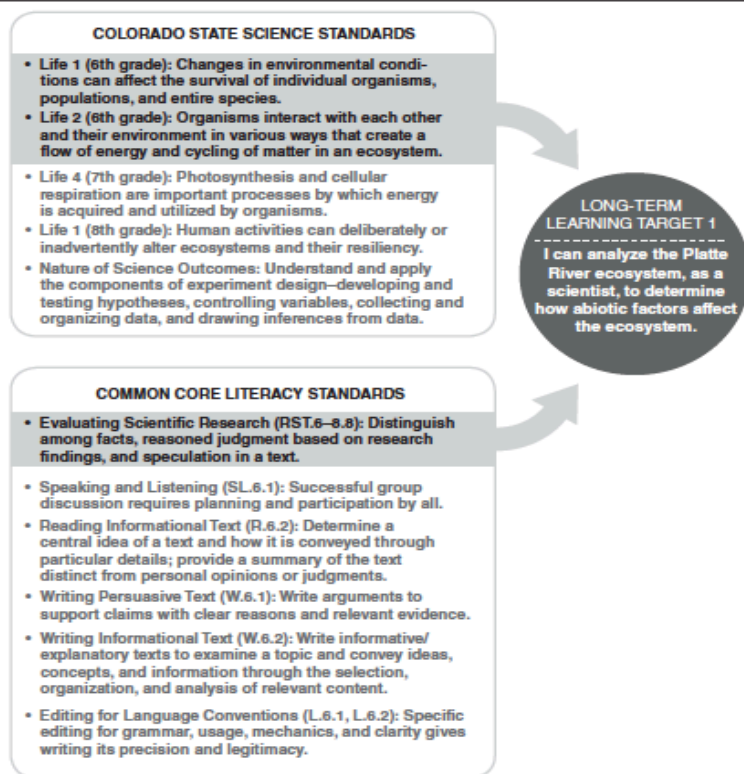 COLORADO STATE SCIENCE STANDARDS
• Life 1 (6th grade): Changes in environmental condi-
tions can affect the survival of individual organisms,
populations, and entire species.
• Life 2 (6th grade): Organisms interact with each other
and their environment in various ways that create a
flow of energy and cycling of matter in an ecosystem.
• Life 4 (7th grade): Photosynthesis and cellular
respiration are important processes by which energy
is acquired and utilized by organisms.
• Life 1 (8th grade): Human activities can deliberately or
inadvertently alter ecosystems and their resiliency.
• Nature of Science Outcomes: Understand and apply
the components of experiment design–developing and
testing hypotheses, controlling variables, collecting and
organizing data, and drawing inferences from data.
LONG-TERM
LEARNING TARGET 1
I can analyze the Platte
River ecosystem, as a
scientist, to determine
how abiotic factors affect
the ecosystem.
COMMON CORE LITERACY STANDARDS
• Evaluating Scientific Research (RST.6–8.8): Distinguish
among facts, reasoned judgment based on research
findings, and speculation in a text.
• Speaking and Listening (SL.6.1): Successful group
discussion requires planning and participation by all.
• Reading Informational Text (R.6.2): Determine a
central idea of a text and how it is conveyed through
particular details; provide a summary of the text
distinct from personal opinions or judgments.
• Writing Persuasive Text (W.6.1): Write arguments to
support claims with clear reasons and relevant evidence.
• Writing Informational Text (W.6.2): Write informative/
explanatory texts to examine a topic and convey ideas,
concepts, and information through the selection,
organization, and analysis of relevant content.
• Editing for Language Conventions (L.6.1, L.6.2): Specific
editing for grammar, usage, mechanics, and clarity gives
writing its precision and legitimacy.